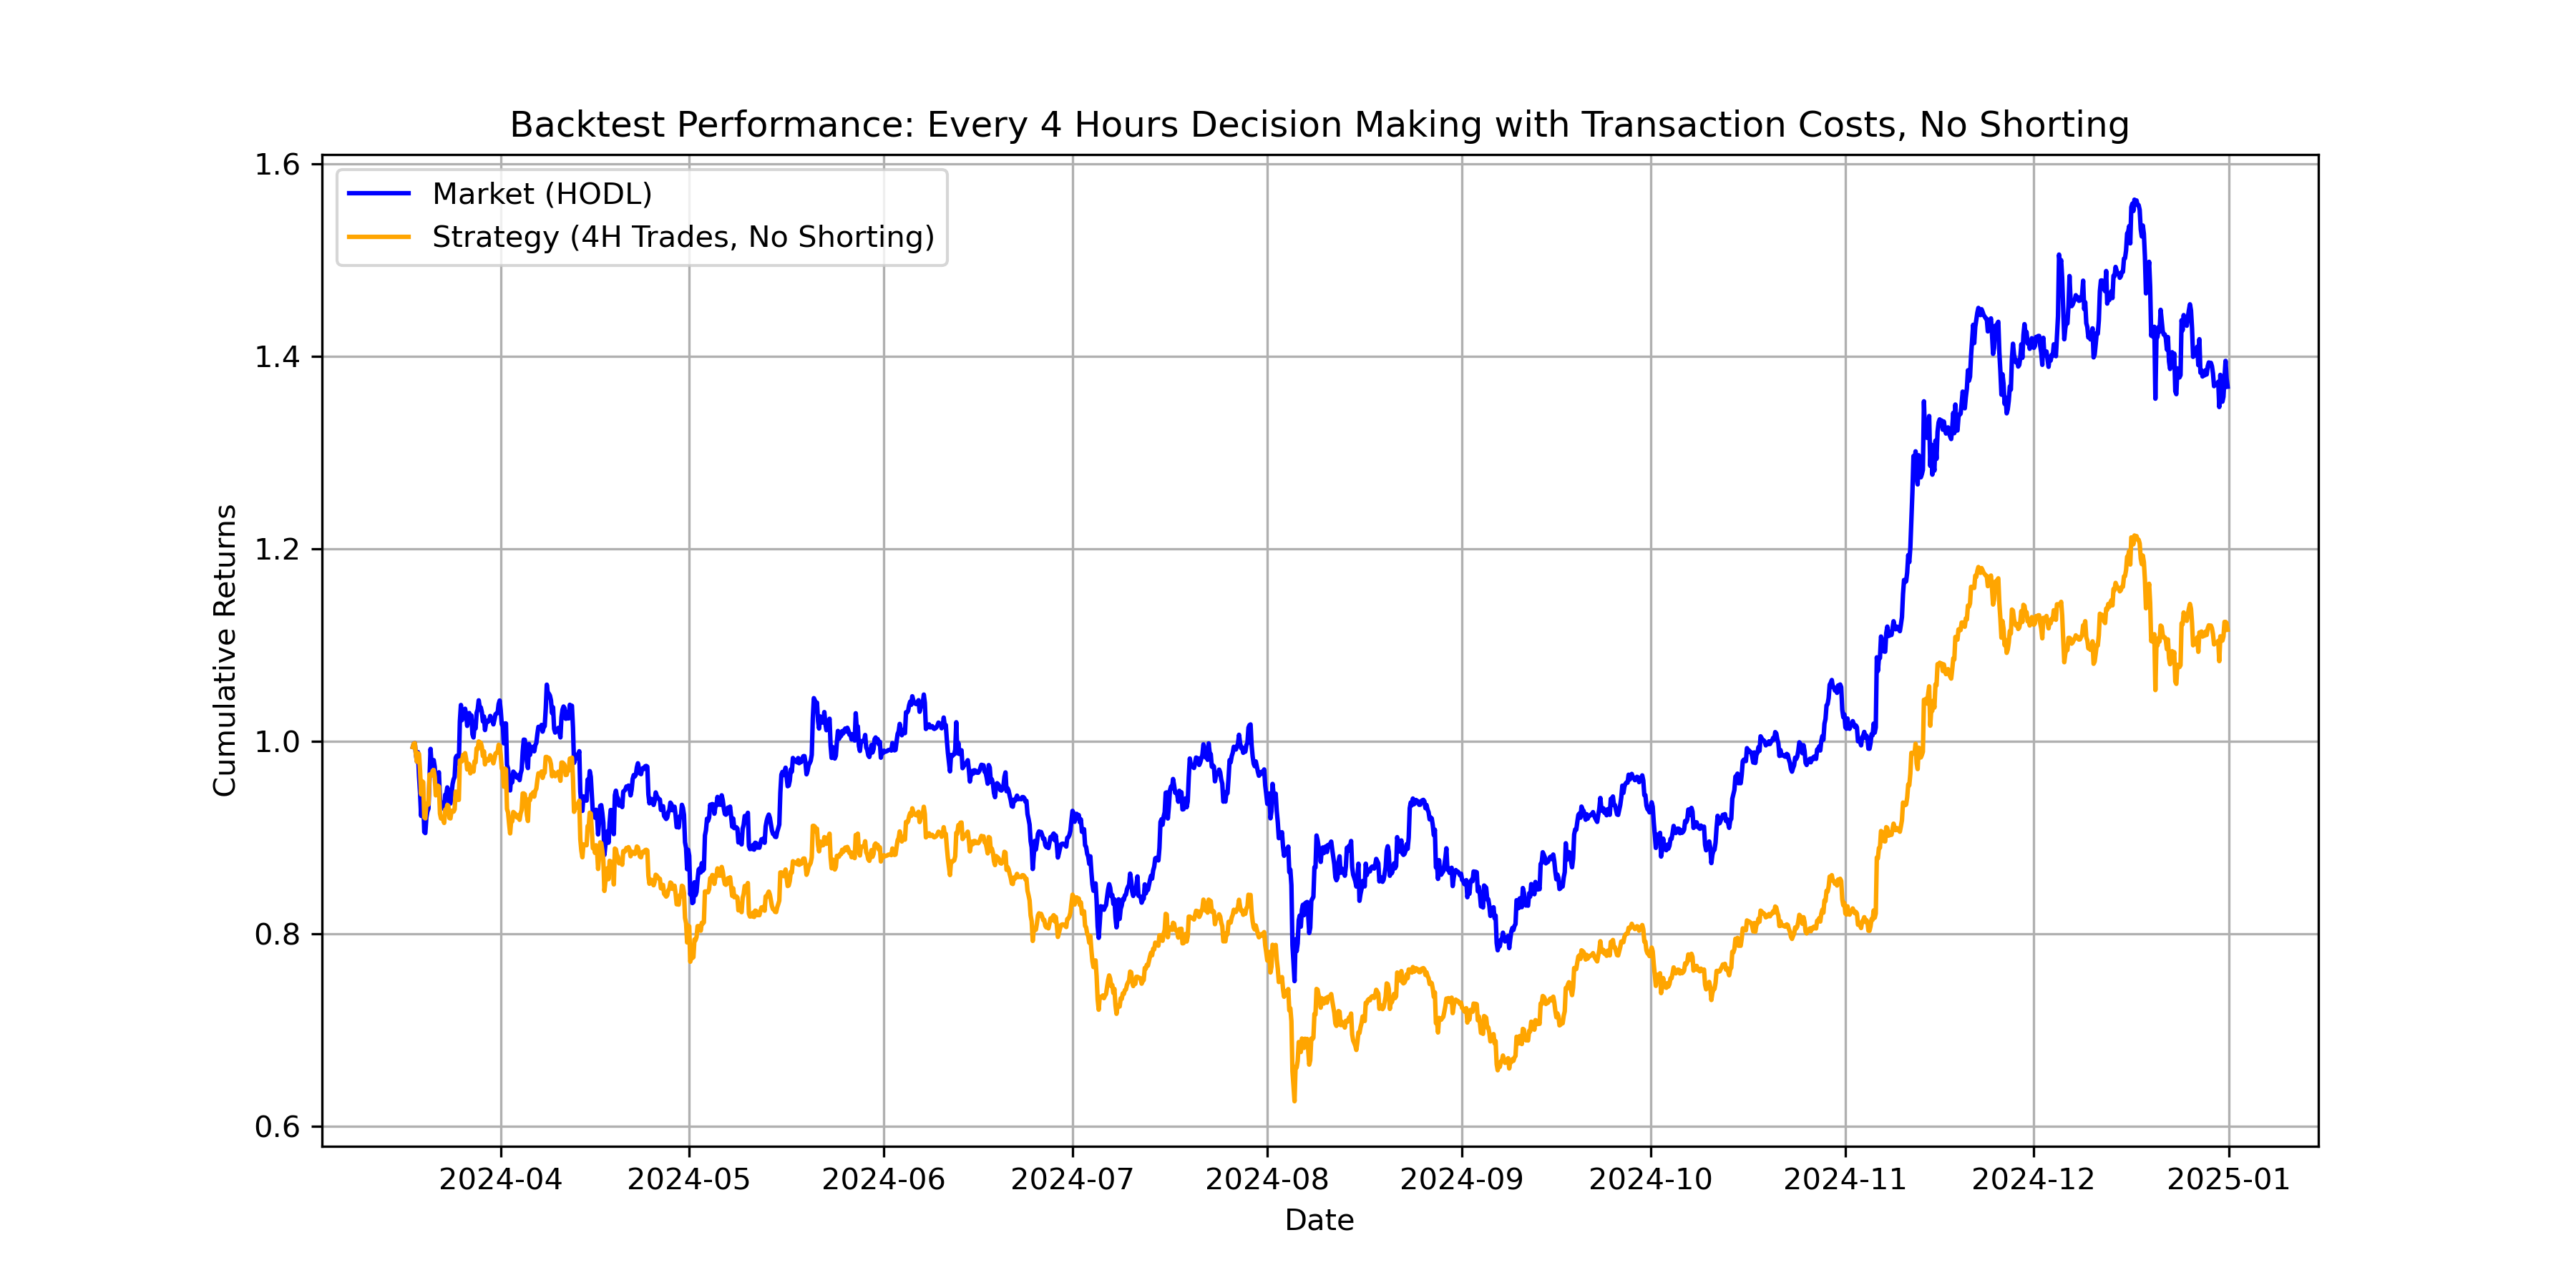 Backtest Performance: Every 4 Hours Decision Making with Transaction Costs, No Shorting
Market (HODL)
Strategy (4H Trades, No Shorting)
Cumulative Returns
1.6
1.4
1.2
1.0
0.8
0.6
2024-04 2024-05 2024-06 2024-07 2024-08 2024-09 2024-10 2024-11 2024-12 2025-01
Date